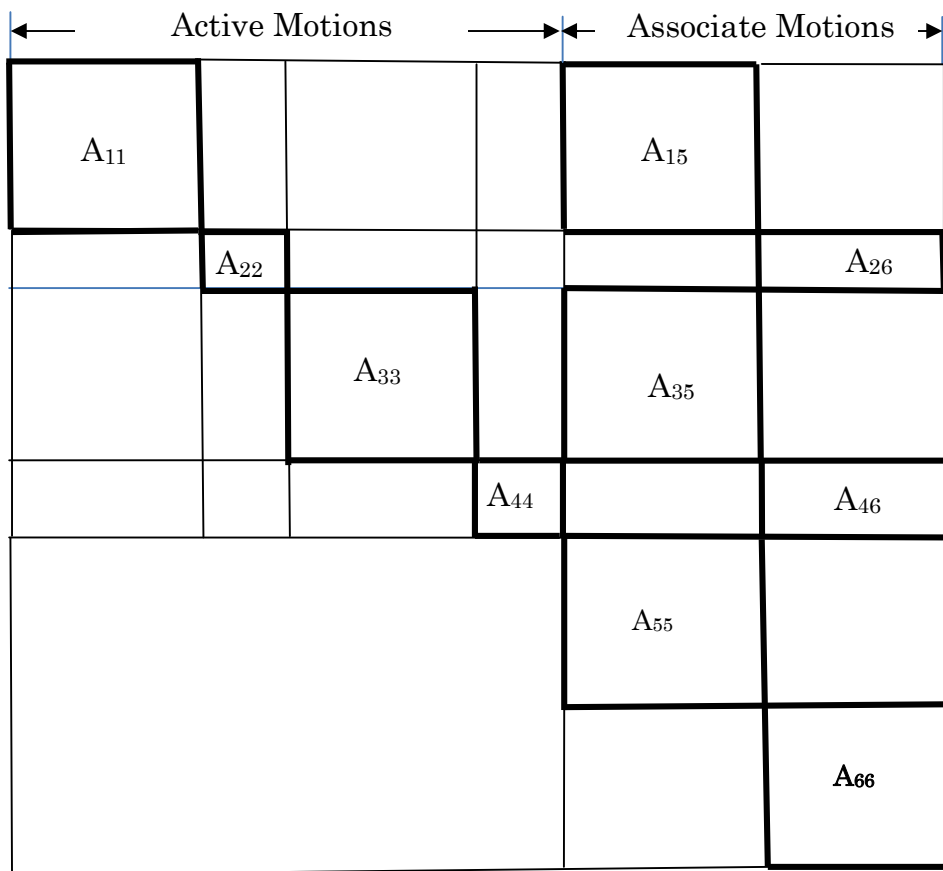 Active Motions Associate Motions
A₁₁ A₁₅
A₂₂ A₂₆
A₃₃ A₃₅
A₄₄ A₄₆
A₅₅
A₆₆